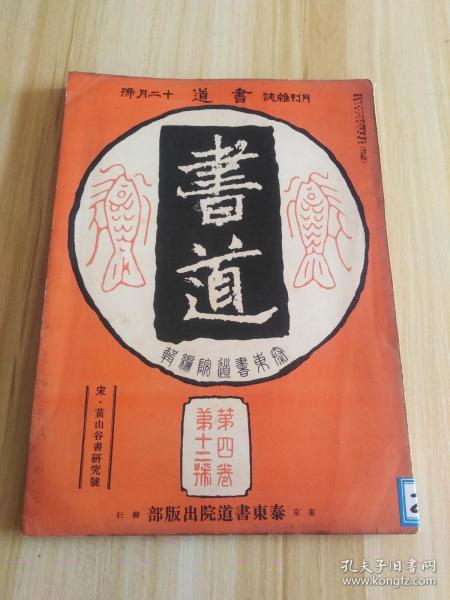 月刊雜誌 書道 十二月號
書道
泰東書道院編輯
第四卷
第十二號
宋・黃山谷書研究號
東京 泰東書道院出版部 發行
孔夫子旧书网
www.kongfz.com